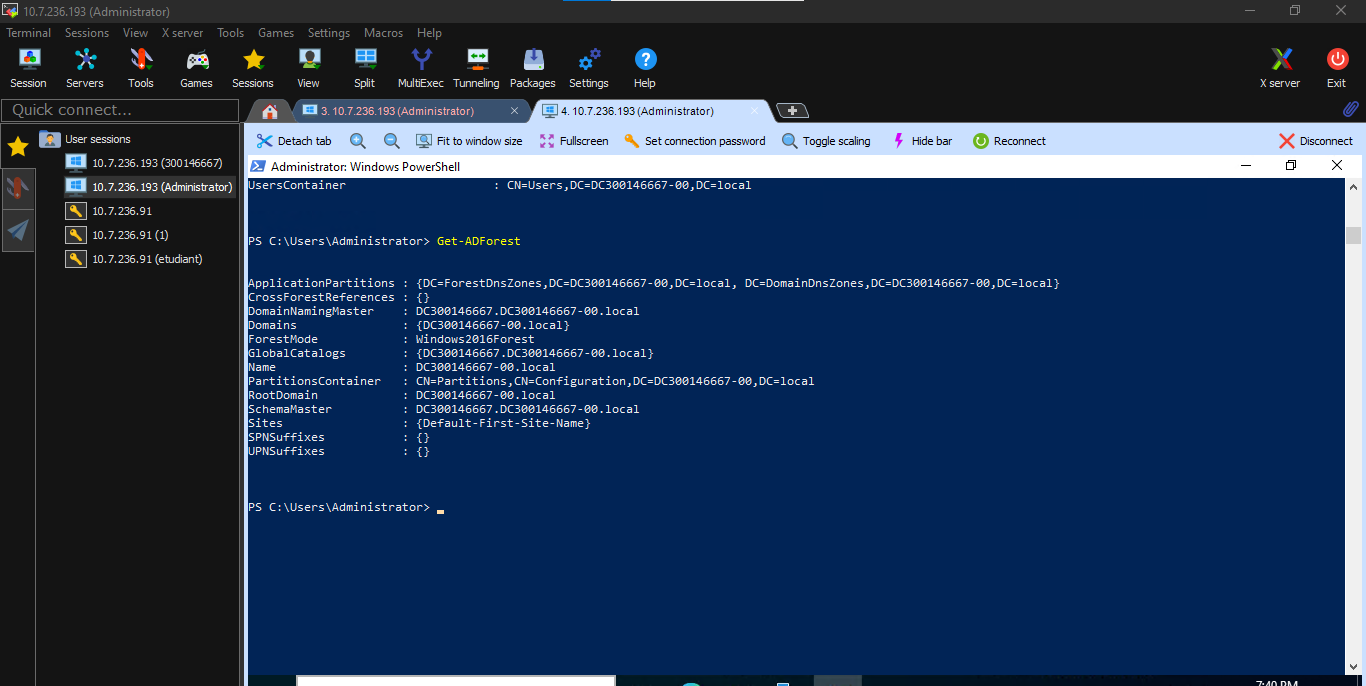 10.7.236.193 (Administrator)
Terminal Sessions View X server Tools Games Settings Macros Help
Session Servers Tools Games Sessions View Split MultiExec Tunneling Packages Settings Help X server Exit
Quick connect...
3. 10.7.236.193 (Administrator)
4. 10.7.236.193 (Administrator)
Detach tab Fit to window size Fullscreen Set connection password Toggle scaling Hide bar Reconnect Disconnect
User sessions
10.7.236.193 (300146667)
10.7.236.193 (Administrator)
10.7.236.91
10.7.236.91 (1)
10.7.236.91 (etudiant)
Administrator: Windows PowerShell
UsersContainer : CN=Users,DC=DC300146667-00,DC=local
PS C:\Users\Administrator> Get-ADForest
ApplicationPartitions : {DC=ForestDnsZones,DC=DC300146667-00,DC=local, DC=DomainDnsZones,DC=DC300146667-00,DC=local}
CrossForestReferences : {}
DomainNamingMaster : DC300146667.DC300146667-00.local
Domains : {DC300146667-00.local}
ForestMode : Windows2016Forest
GlobalCatalogs : {DC300146667.DC300146667-00.local}
Name : DC300146667-00.local
PartitionsContainer : CN=Partitions,CN=Configuration,DC=DC300146667-00,DC=local
RootDomain : DC300146667-00.local
SchemaMaster : DC300146667.DC300146667-00.local
Sites : {Default-First-Site-Name}
SPNSuffixes : {}
UPNSuffixes : {}
PS C:\Users\Administrator>
7:40 PM